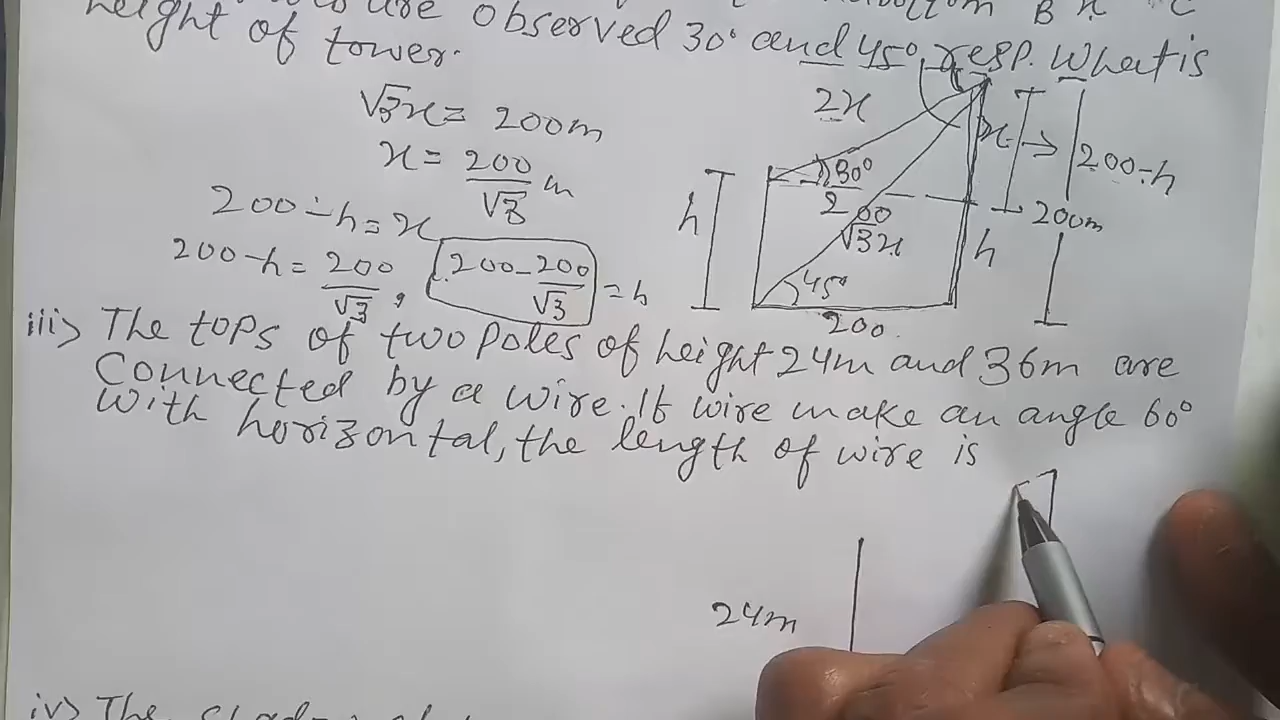 observed 30° and 45° resp. What is
height of tower.
√3x = 200m
x = 200/√3 m
200 - h = x
200 - h = 200/√3, 200 - 200/√3 = h
2x
30°
x → 200-h
200
√3x
200m
h
h
45°
200
iii) The tops of two poles of height 24m and 36m are
Connected by a wire. If wire make an angle 60°
with horizontal, the length of wire is
24m
iv) The